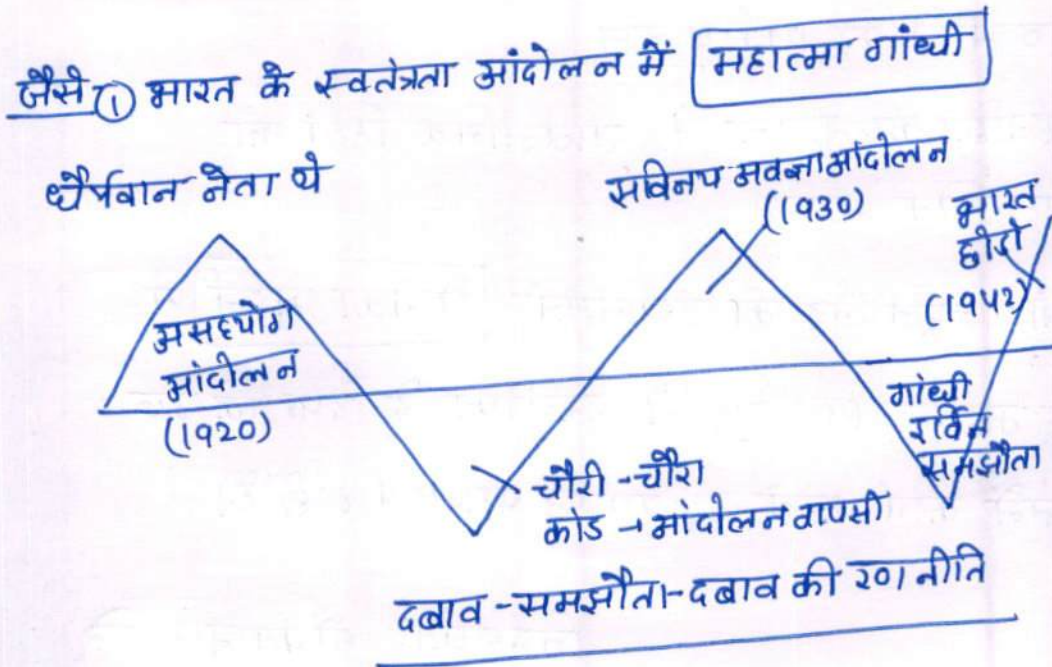 जैसे ① भारत के स्वतंत्रता आंदोलन में महात्मा गांधी
धैर्यवान नेता थे
सविनय अवज्ञा आंदोलन
(1930)
भारत
छोडो
(1942)
असहयोग
आंदोलन
(1920)
गांधी
इर्विन
समझौता
चौरी-चौरा
कांड → आंदोलन वापसी
दबाव-समझौता-दबाव की रणनीति